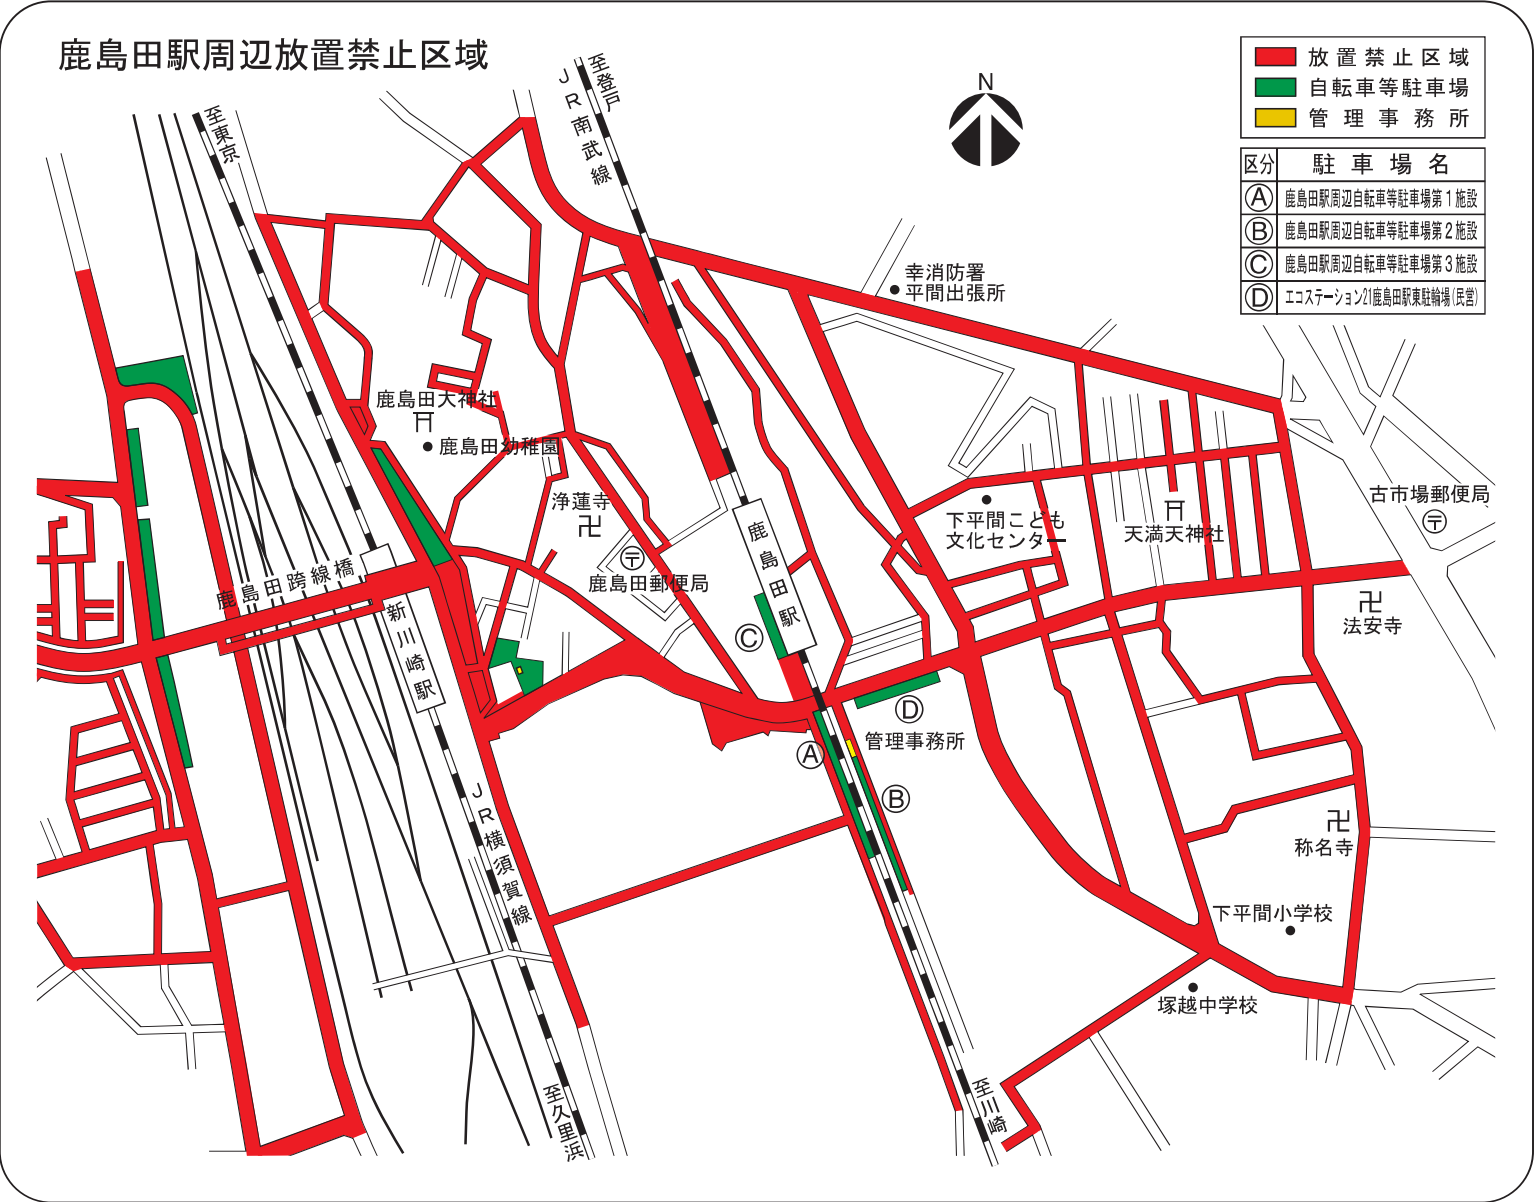 鹿島田駅周辺放置禁止区域
放置禁止区域
自転車等駐車場
管理事務所
区分 駐車場名
A 鹿島田駅周辺自転車等駐車場第1施設
B 鹿島田駅周辺自転車等駐車場第2施設
C 鹿島田駅周辺自転車等駐車場第3施設
D エコステーション21鹿島田駅東駐輪場(民営)
N
至登戸
JR南武線
至東京
幸消防署
平間出張所
鹿島田大神社
鹿島田幼稚園
浄蓮寺
〒
鹿島田郵便局
鹿島田駅
下平間こども
文化センター
天満天神社
古市場郵便局
〒
鹿島田跨線橋
新川崎駅
法安寺
C
D
管理事務所
A
B
JR横須賀線
称名寺
下平間小学校
塚越中学校
至川崎
至久里浜